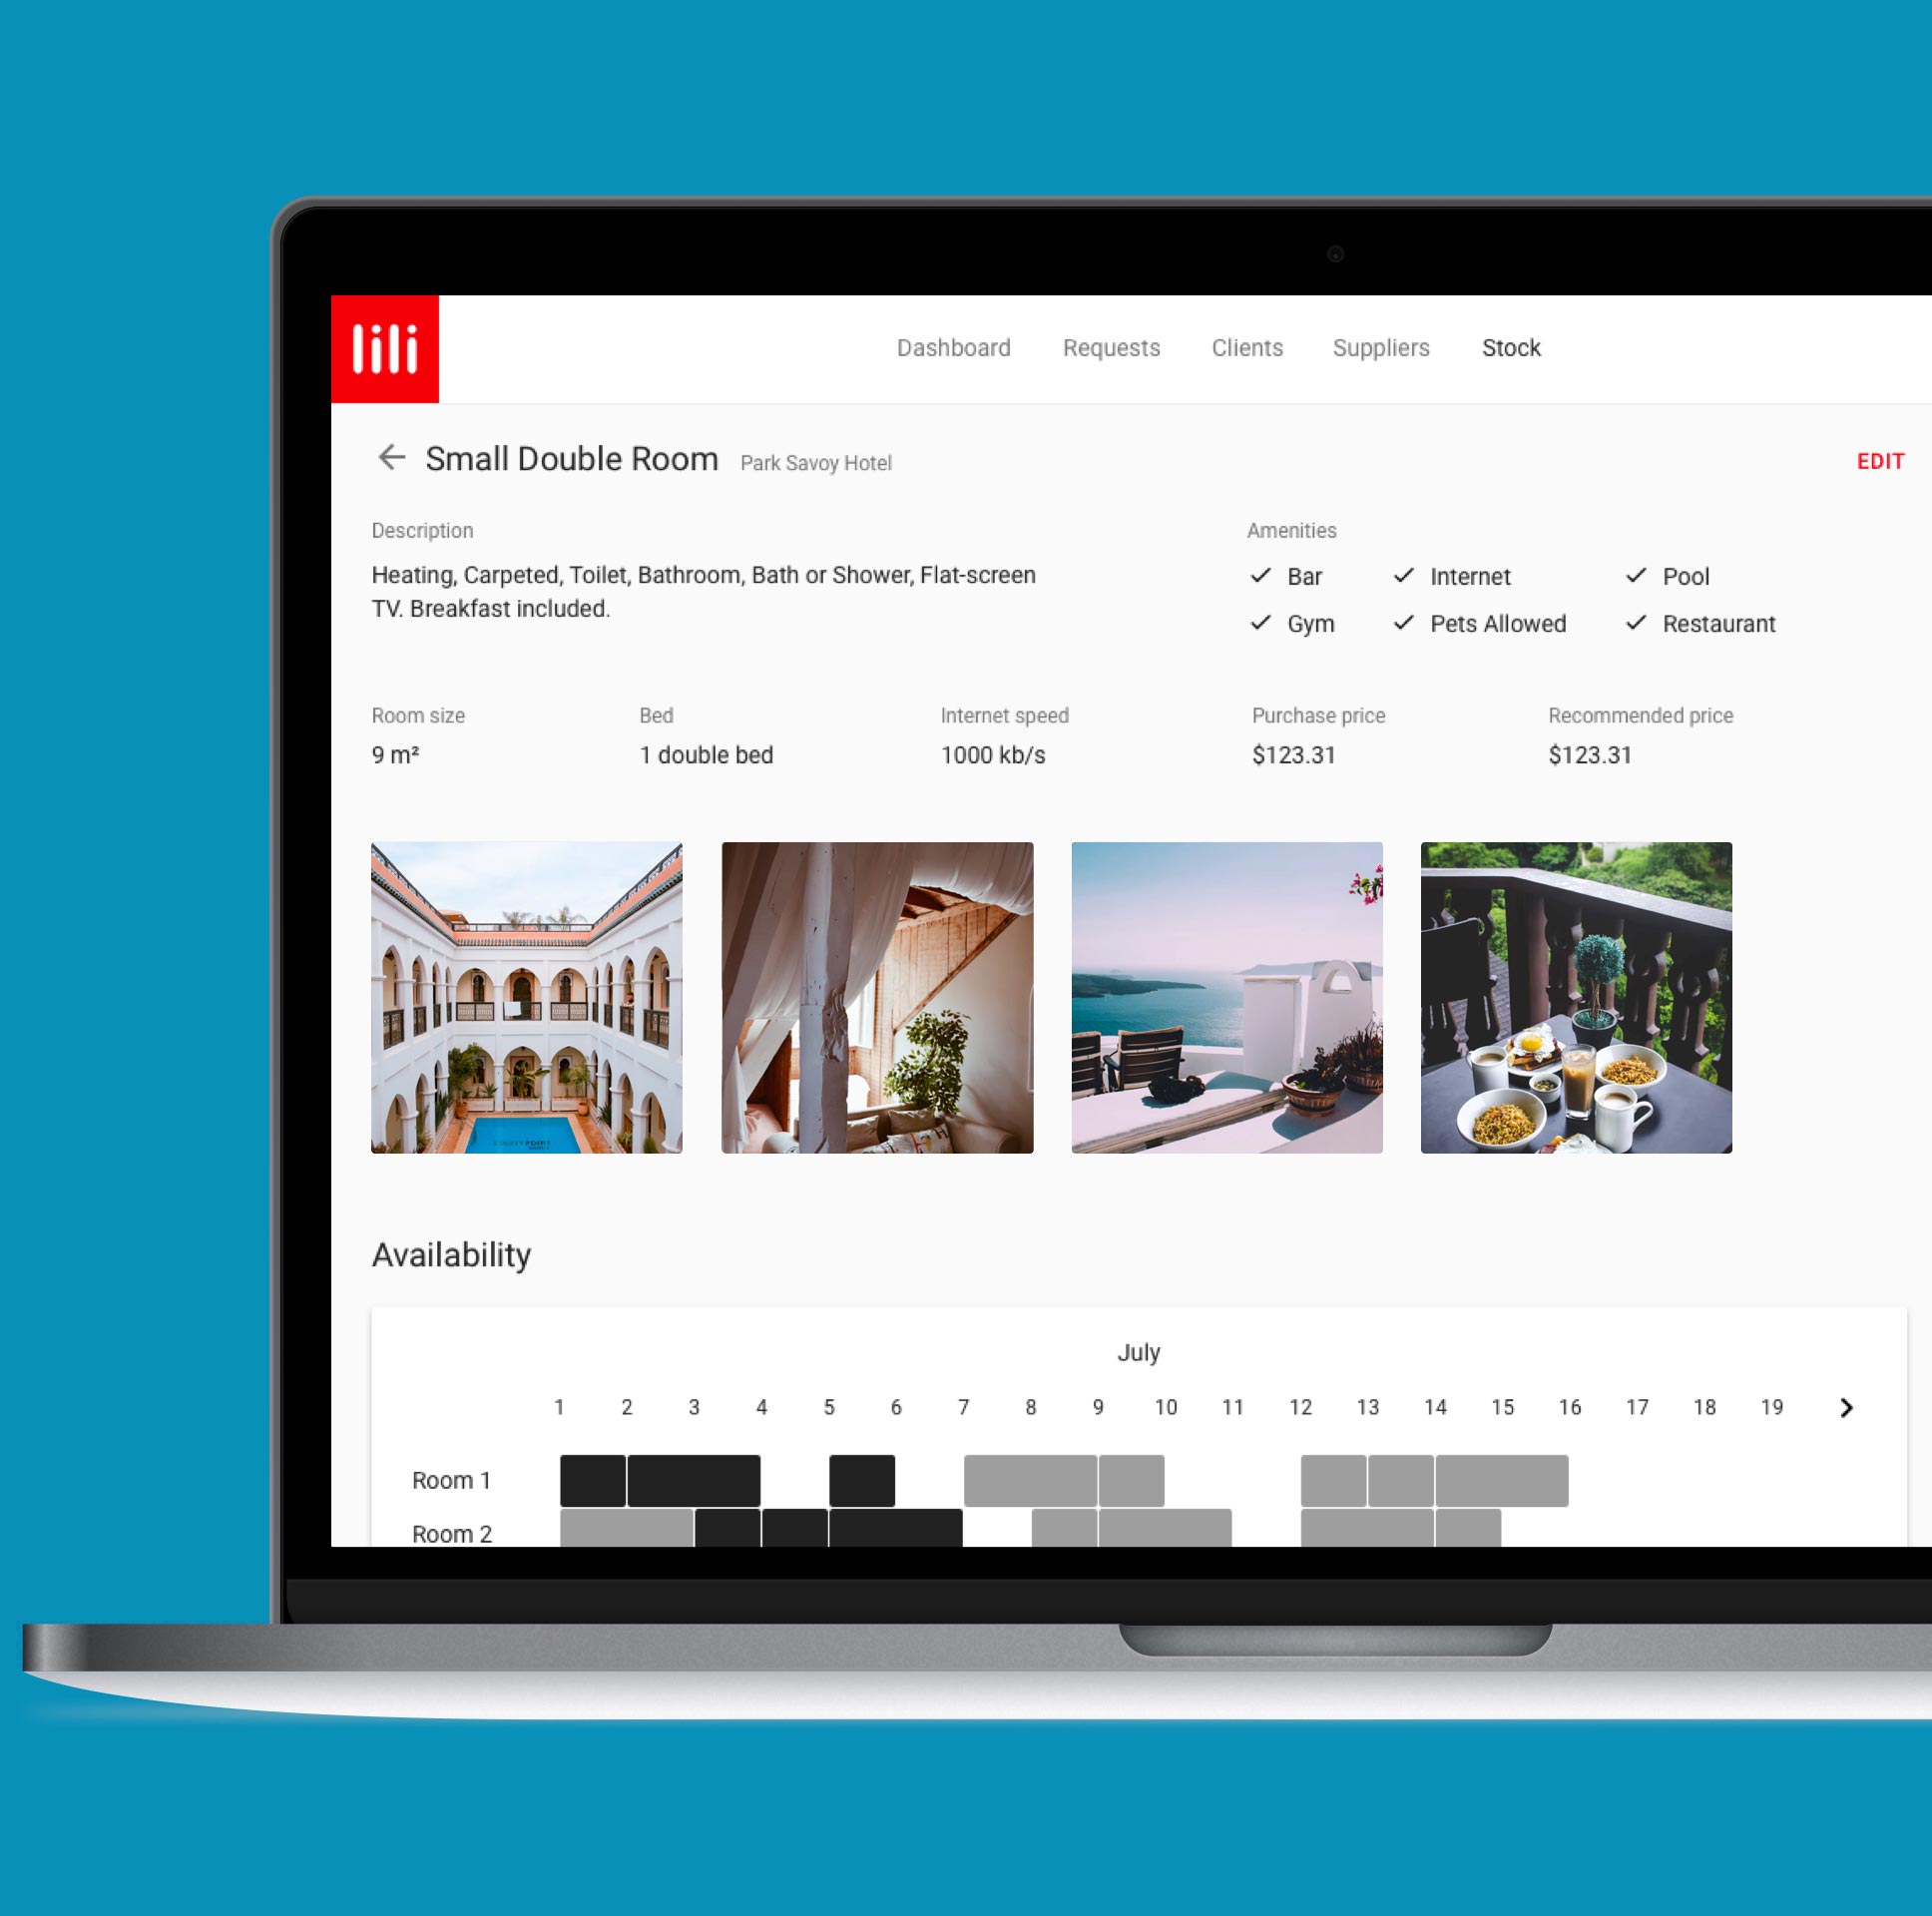 lili
Dashboard Requests Clients Suppliers Stock
Small Double Room Park Savoy Hotel EDIT
Description
Heating, Carpeted, Toilet, Bathroom, Bath or Shower, Flat-screen
TV. Breakfast included.
Amenities
Bar Internet Pool
Gym Pets Allowed Restaurant
Room size Bed Internet speed Purchase price Recommended price
9 m² 1 double bed 1000 kb/s $123.31 $123.31
POINT
Availability
July
1 2 3 4 5 6 7 8 9 10 11 12 13 14 15 16 17 18 19
Room 1
Room 2